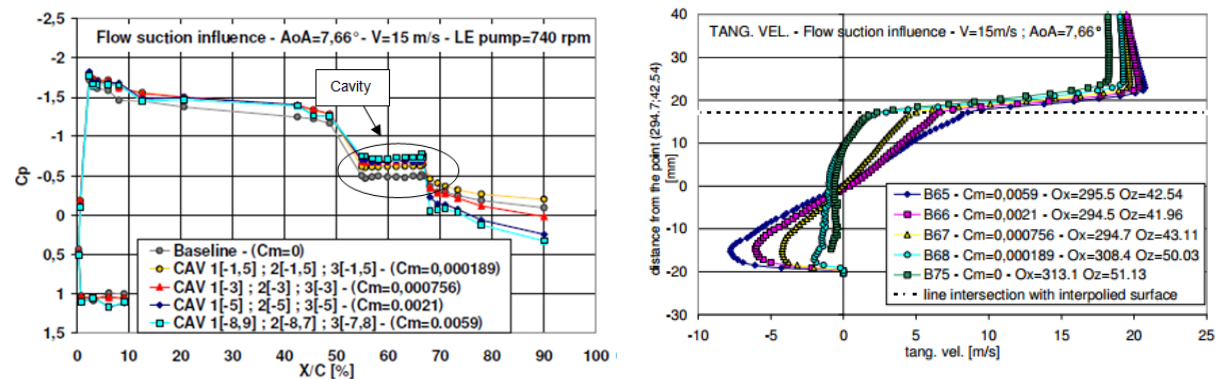 Flow suction influence - AoA=7,66° - V=15 m/s - LE pump=740 rpm
Cavity
-2,5
-2
-1,5
-1
-0,5
0
0,5
1
1,5
Cp
Baseline - (Cm=0)
CAV 1[-1,5] ; 2[-1,5] ; 3[-1,5] - (Cm=0,000189)
CAV 1[-3] ; 2[-3] ; 3[-3] - (Cm=0,000756)
CAV 1[-5] ; 2[-5] ; 3[-5] - (Cm=0.0021)
CAV 1[-8,9] ; 2[-8,7] ; 3[-7,8] - (Cm=0.0059)
0 10 20 30 40 50 60 70 80 90 100
X/C [%]
TANG. VEL. - Flow suction influence - V=15m/s ; AoA=7,66°
40
30
20
10
0
-10
-20
-30
distance from the point (294.7:42.54)
[mm]
B65 - Cm=0,0059 - Ox=295.5 Oz=42.54
B66 - Cm=0,0021 - Ox=294.5 Oz=41.96
B67 - Cm=0,000756 - Ox=294.7 Oz=43.11
B68 - Cm=0,000189 - Ox=308.4 Oz=50.03
B75 - Cm=0 - Ox=313.1 Oz=51.13
line intersection with interpolied surface
-10 -5 0 5 10 15 20 25
tang. vel. [m/s]